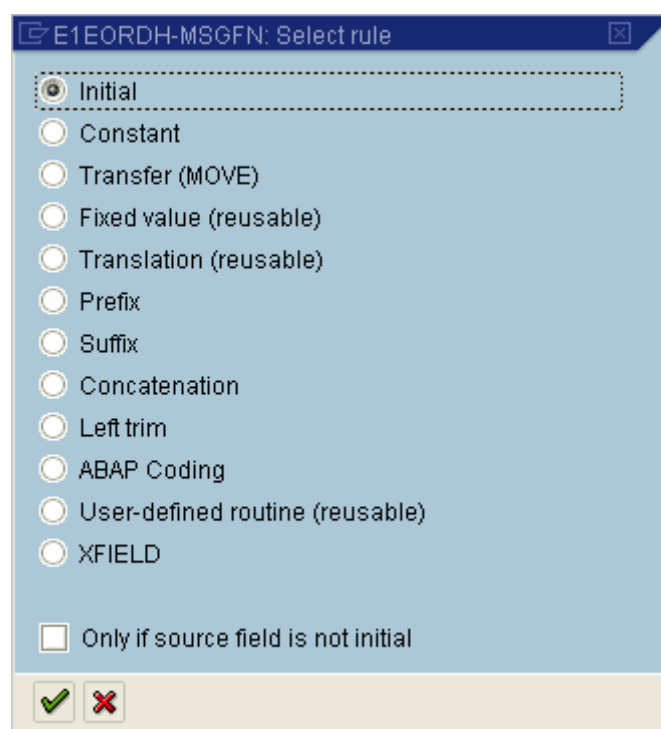 E1EORDH-MSGFN: Select rule
Initial
Constant
Transfer (MOVE)
Fixed value (reusable)
Translation (reusable)
Prefix
Suffix
Concatenation
Left trim
ABAP Coding
User-defined routine (reusable)
XFIELD
Only if source field is not initial